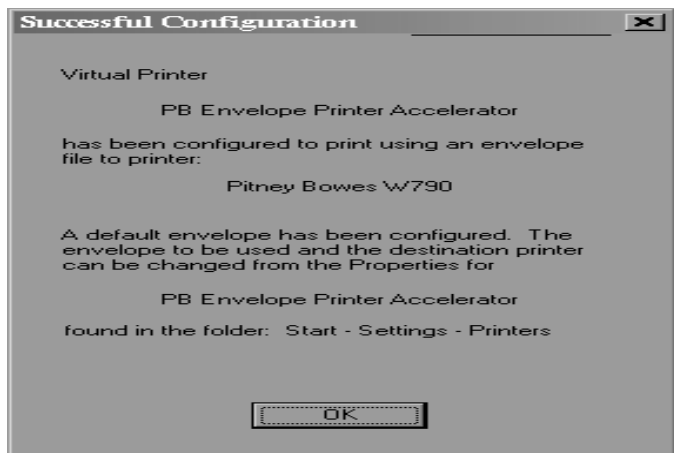 Successful Configuration
Virtual Printer
PB Envelope Printer Accelerator
has been configured to print using an envelope
file to printer:
Pitney Bowes W790
A default envelope has been configured. The
envelope to be used and the destination printer
can be changed from the Properties for
PB Envelope Printer Accelerator
found in the folder: Start - Settings - Printers
OK